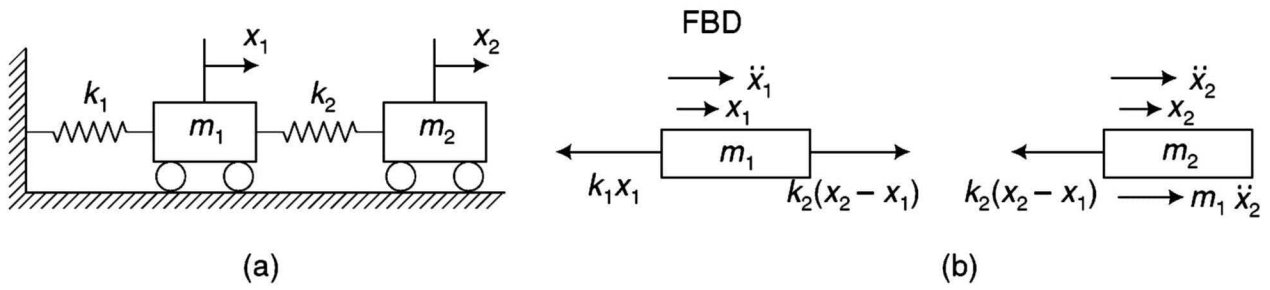 FBD
x₁
x₂
k₁
k₂
m₁
m₂
ẍ₁
x₁
m₁
k₁x₁
k₂(x₂ − x₁)
ẍ₂
x₂
m₂
k₂(x₂ − x₁)
m₁ ẍ₂
(a)
(b)